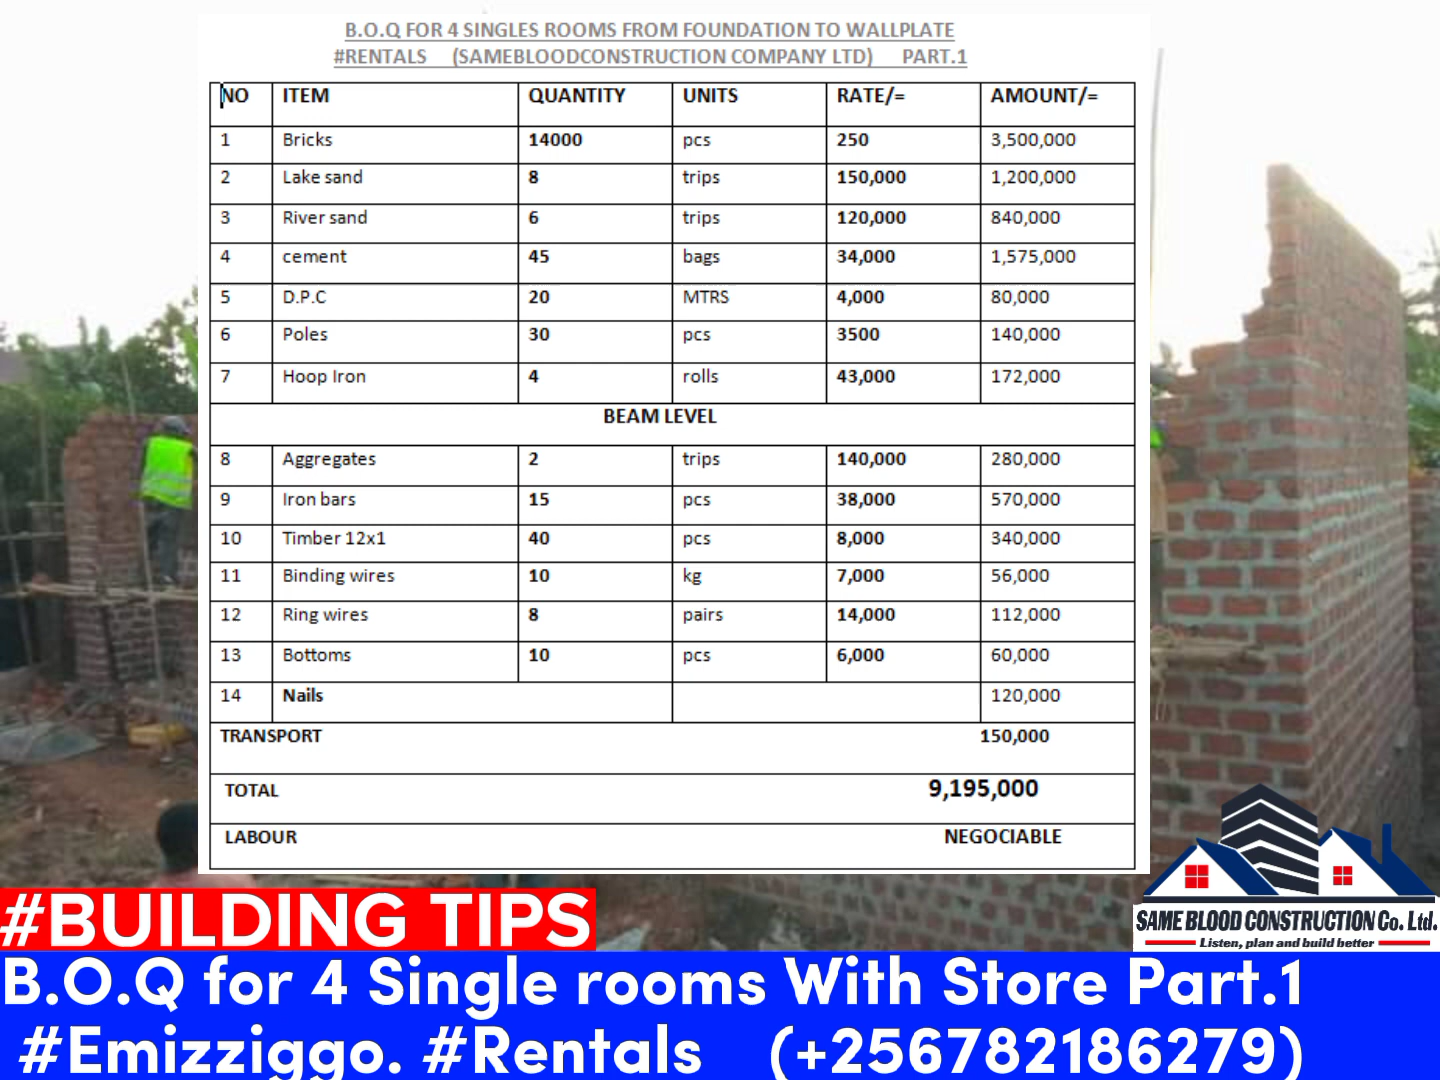 B.O.Q FOR 4 SINGLES ROOMS FROM FOUNDATION TO WALLPLATE
#RENTALS (SAMEBLOODCONSTRUCTION COMPANY LTD) PART.1
NO ITEM QUANTITY UNITS RATE/= AMOUNT/=
1 Bricks 14000 pcs 250 3,500,000
2 Lake sand 8 trips 150,000 1,200,000
3 River sand 6 trips 120,000 840,000
4 cement 45 bags 34,000 1,575,000
5 D.P.C 20 MTRS 4,000 80,000
6 Poles 30 pcs 3500 140,000
7 Hoop Iron 4 rolls 43,000 172,000
BEAM LEVEL
8 Aggregates 2 trips 140,000 280,000
9 Iron bars 15 pcs 38,000 570,000
10 Timber 12x1 40 pcs 8,000 340,000
11 Binding wires 10 kg 7,000 56,000
12 Ring wires 8 pairs 14,000 112,000
13 Bottoms 10 pcs 6,000 60,000
14 Nails 120,000
TRANSPORT 150,000
TOTAL 9,195,000
LABOUR NEGOCIABLE
SAME BLOOD CONSTRUCTION Co. Ltd.
Listen, plan and build better
#BUILDING TIPS
B.O.Q for 4 Single rooms With Store Part.1
#Emizziggo. #Rentals (+256782186279)